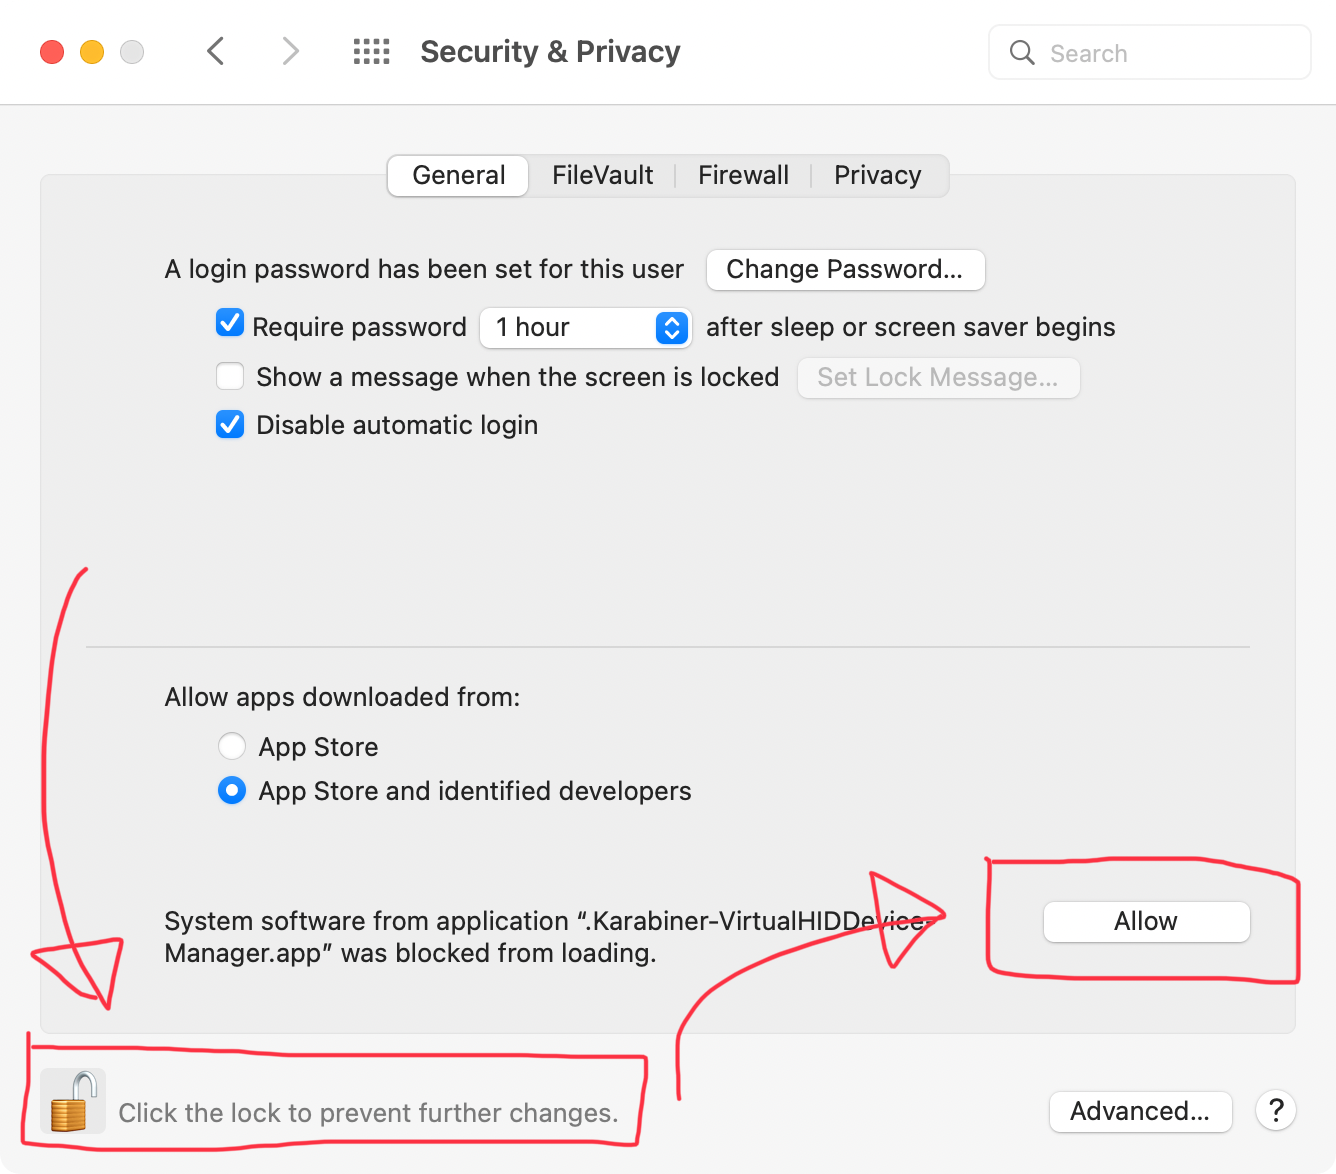 Security & Privacy
Search
General FileVault Firewall Privacy
A login password has been set for this user Change Password...
Require password 1 hour after sleep or screen saver begins
Show a message when the screen is locked Set Lock Message...
Disable automatic login
Allow apps downloaded from:
App Store
App Store and identified developers
System software from application “.Karabiner-VirtualHIDDevice-
Manager.app” was blocked from loading.
Allow
Click the lock to prevent further changes.
Advanced... ?